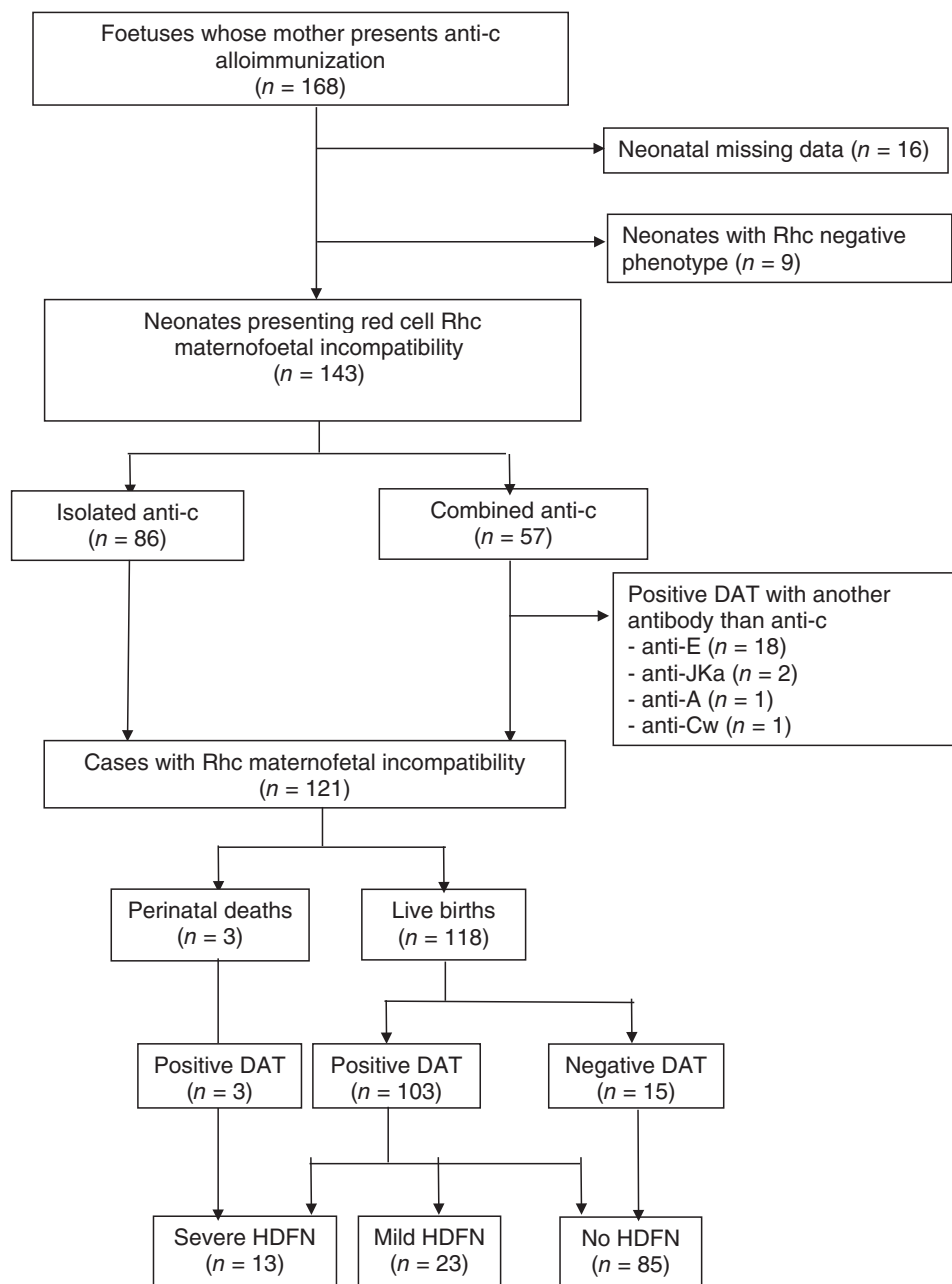 Foetuses whose mother presents anti-c
alloimmunization
(n = 168)
Neonatal missing data (n = 16)
Neonates with Rhc negative
phenotype (n = 9)
Neonates presenting red cell Rhc
maternofoetal incompatibility
(n = 143)
Isolated anti-c
(n = 86)
Combined anti-c
(n = 57)
Positive DAT with another
antibody than anti-c
- anti-E (n = 18)
- anti-JKa (n = 2)
- anti-A (n = 1)
- anti-Cw (n = 1)
Cases with Rhc maternofetal incompatibility
(n = 121)
Perinatal deaths
(n = 3)
Live births
(n = 118)
Positive DAT
(n = 3)
Positive DAT
(n = 103)
Negative DAT
(n = 15)
Severe HDFN
(n = 13)
Mild HDFN
(n = 23)
No HDFN
(n = 85)